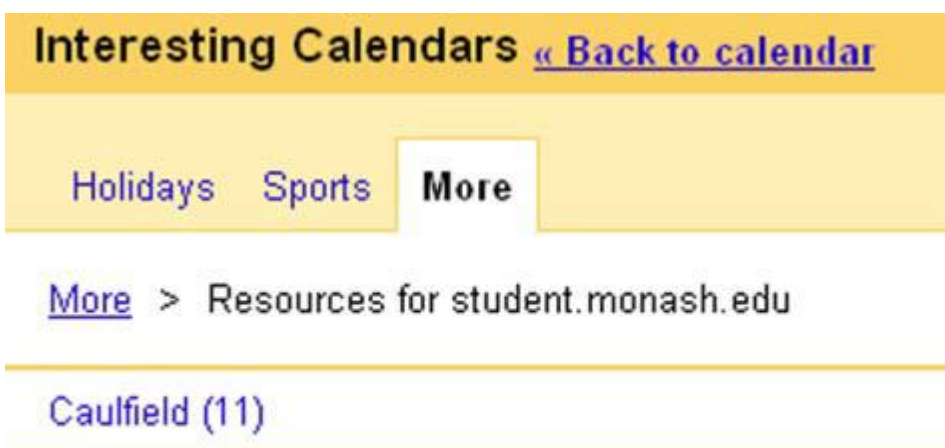 Interesting Calendars « Back to calendar
Holidays Sports More
More > Resources for student.monash.edu
Caulfield (11)